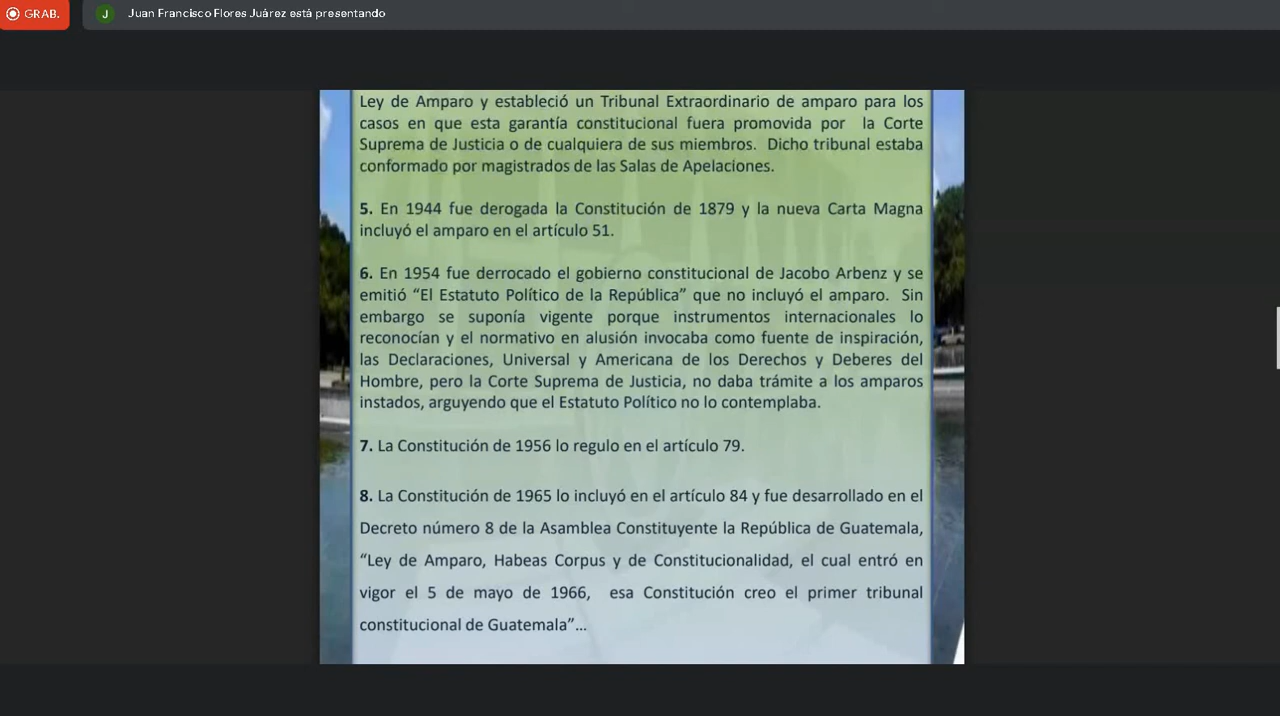 GRAB.
J Juan Francisco Flores Juárez está presentando
Ley de Amparo y estableció un Tribunal Extraordinario de amparo para los
casos en que esta garantía constitucional fuera promovida por la Corte
Suprema de Justicia o de cualquiera de sus miembros. Dicho tribunal estaba
conformado por magistrados de las Salas de Apelaciones.
5. En 1944 fue derogada la Constitución de 1879 y la nueva Carta Magna
incluyó el amparo en el artículo 51.
6. En 1954 fue derrocado el gobierno constitucional de Jacobo Arbenz y se
emitió “El Estatuto Político de la República” que no incluyó el amparo. Sin
embargo se suponía vigente porque instrumentos internacionales lo
reconocían y el normativo en alusión invocaba como fuente de inspiración,
las Declaraciones, Universal y Americana de los Derechos y Deberes del
Hombre, pero la Corte Suprema de Justicia, no daba trámite a los amparos
instados, arguyendo que el Estatuto Político no lo contemplaba.
7. La Constitución de 1956 lo regulo en el artículo 79.
8. La Constitución de 1965 lo incluyó en el artículo 84 y fue desarrollado en el
Decreto número 8 de la Asamblea Constituyente la República de Guatemala,
“Ley de Amparo, Habeas Corpus y de Constitucionalidad, el cual entró en
vigor el 5 de mayo de 1966, esa Constitución creo el primer tribunal
constitucional de Guatemala”...